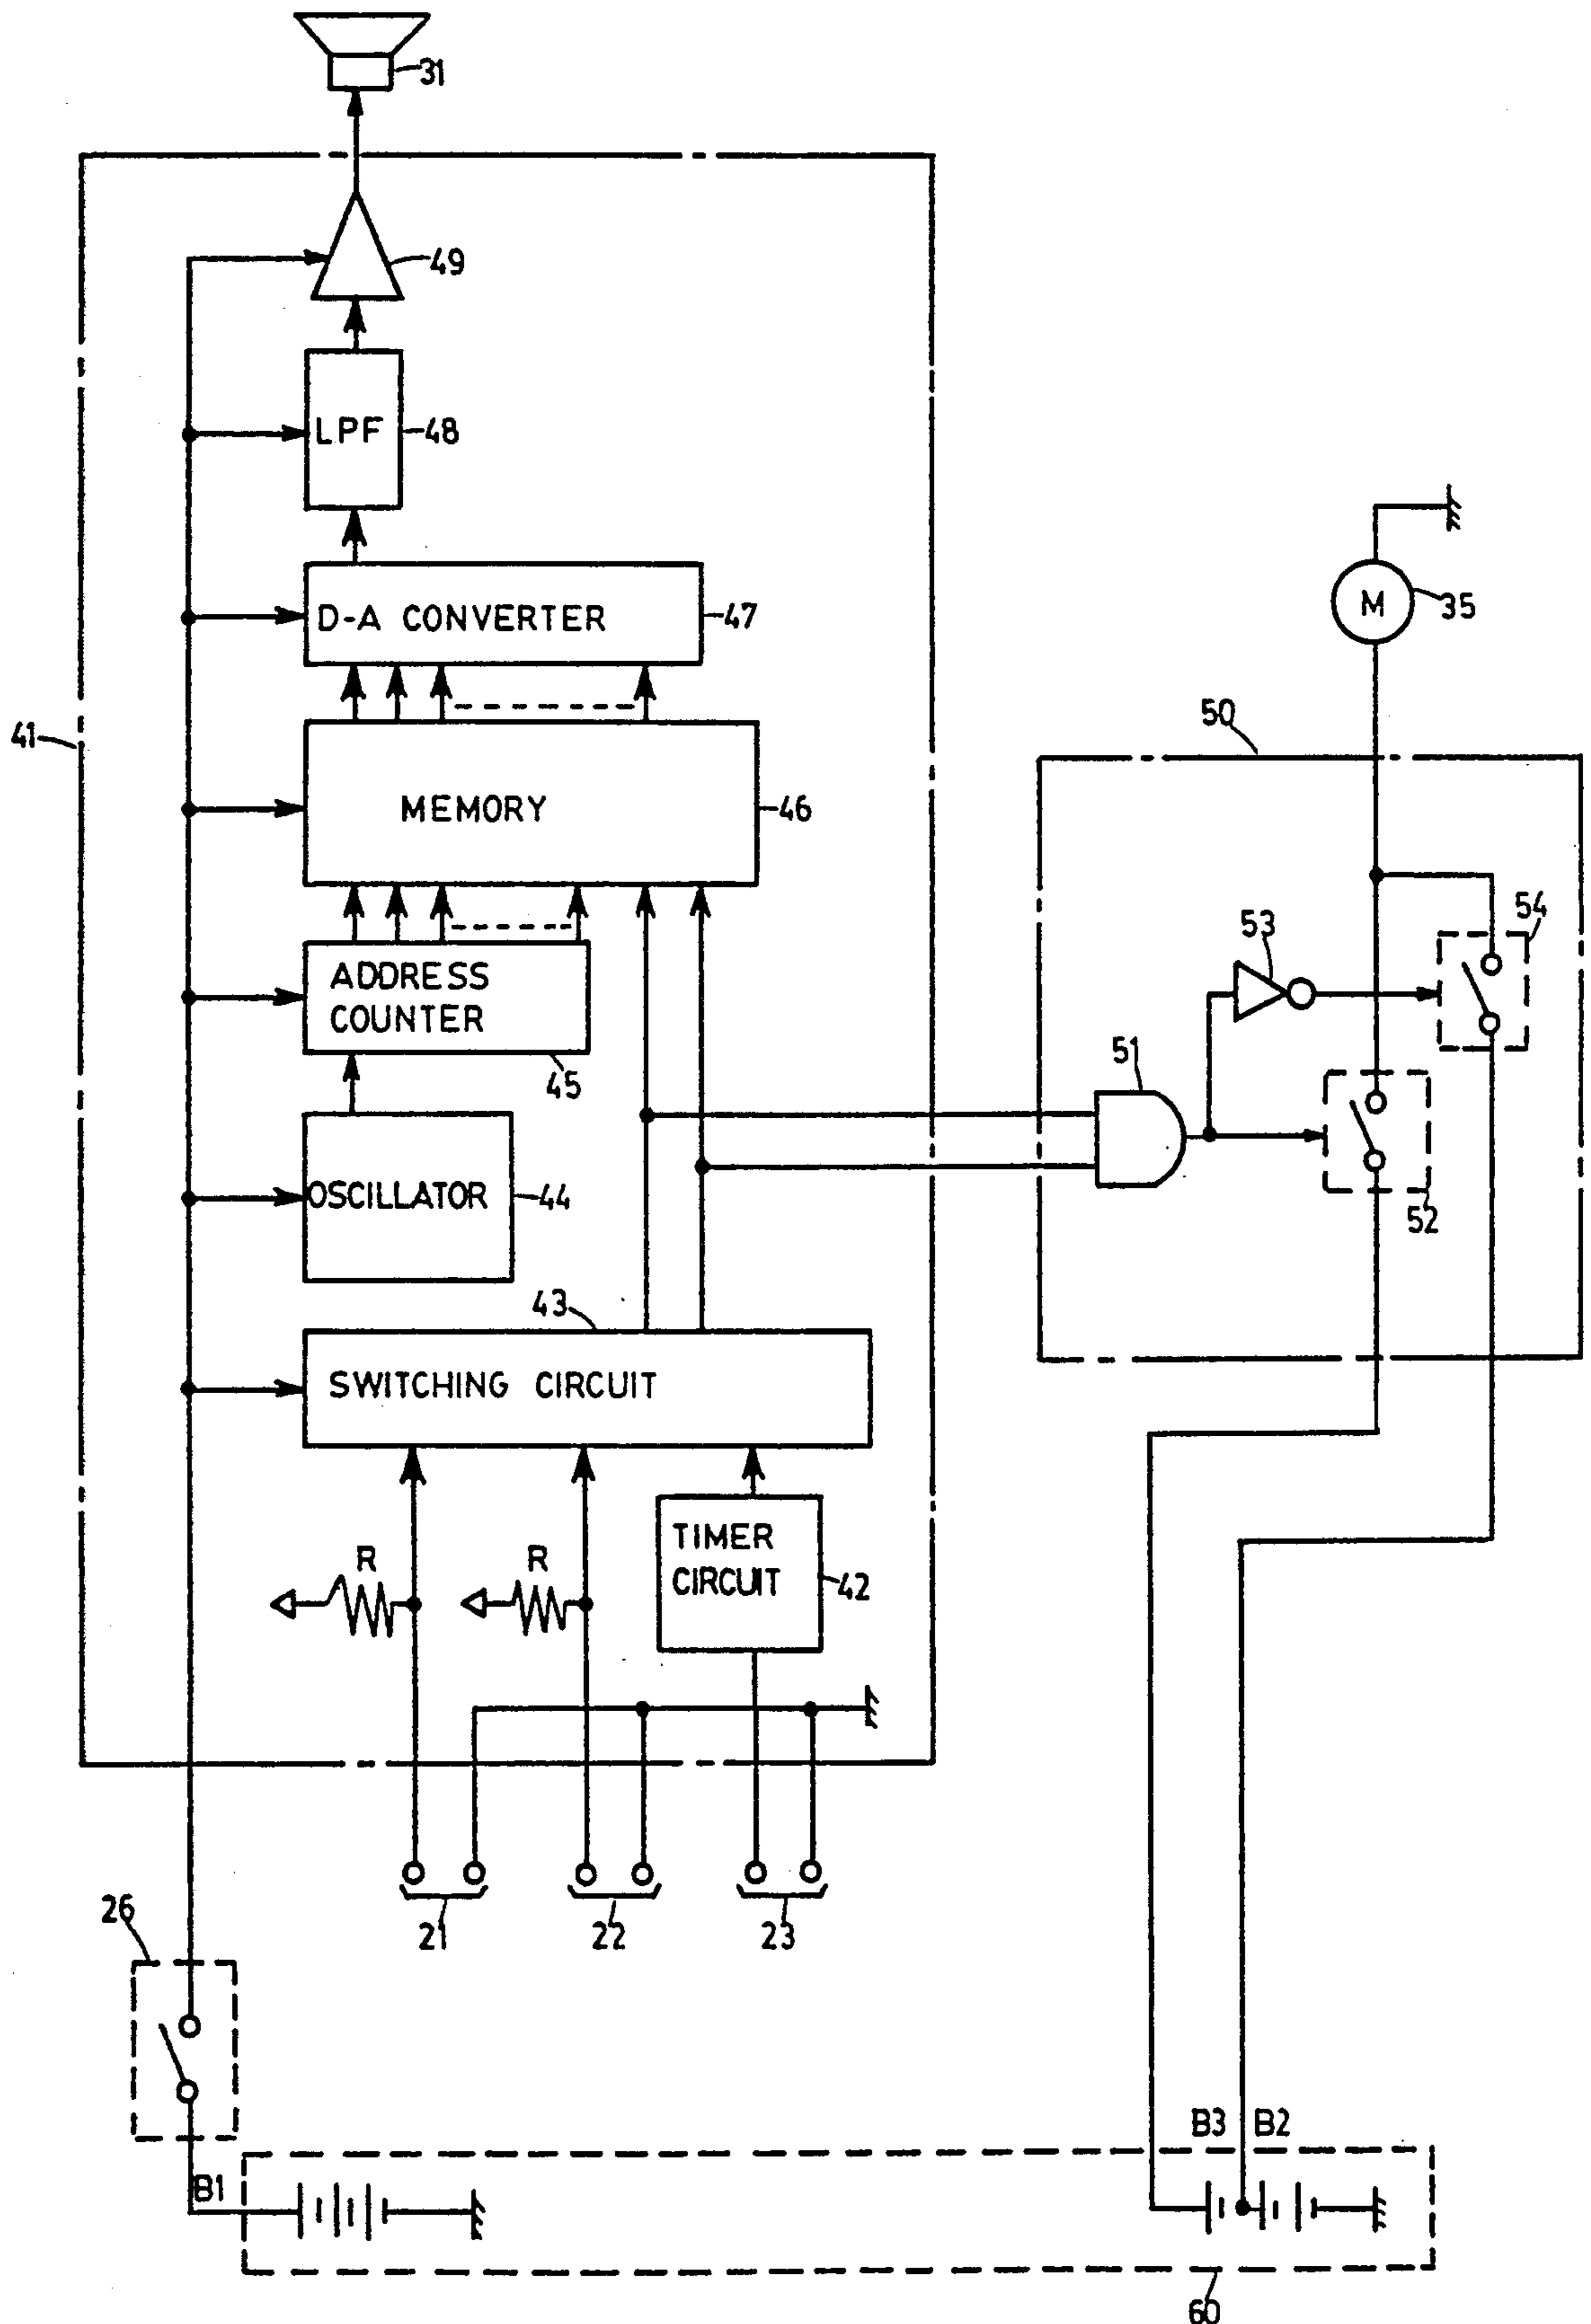 31
49
LPF
48
D-A CONVERTER
47
M
35
41
50
MEMORY
46
54
53
ADDRESS
COUNTER
45
51
OSCILLATOR
44
52
43
SWITCHING CIRCUIT
R
R
TIMER
CIRCUIT
42
26
21
22
23
B3
B2
B1
60